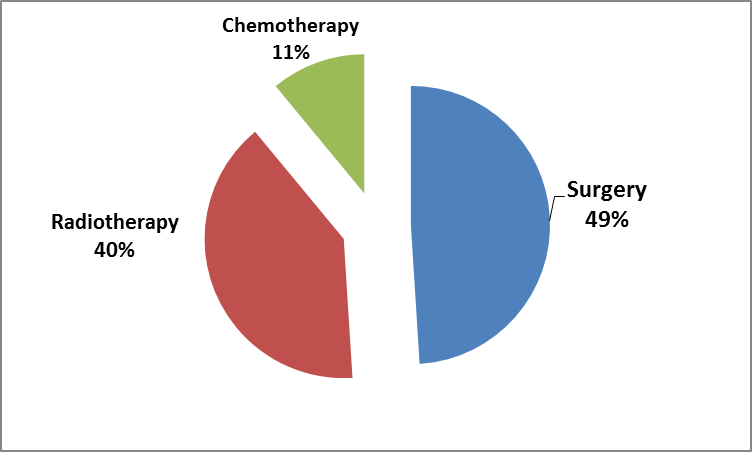 Chemotherapy
11%
Surgery
49%
Radiotherapy
40%